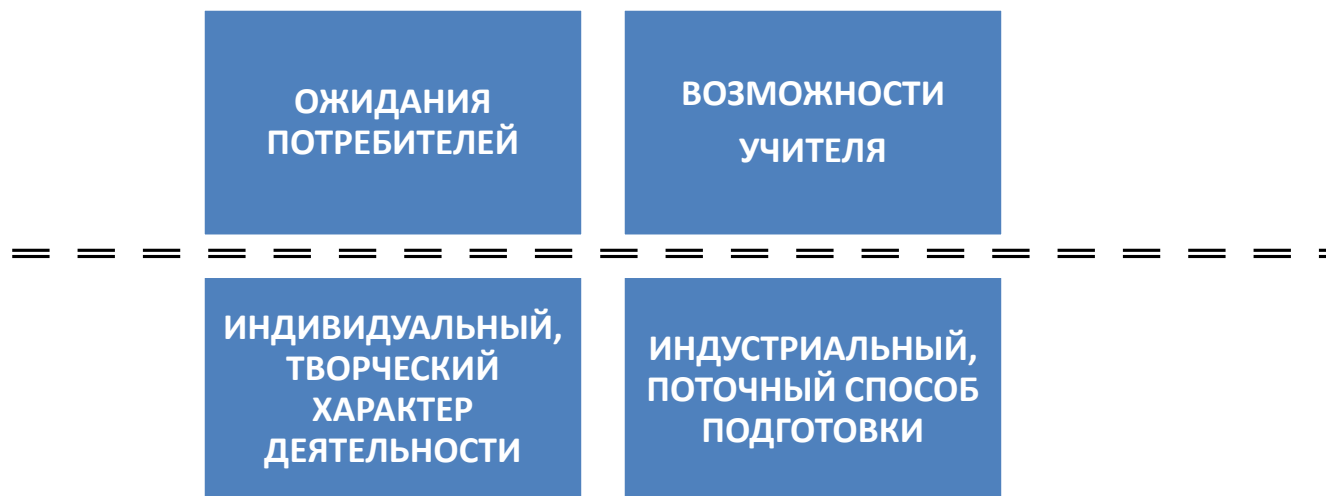 ОЖИДАНИЯ
ПОТРЕБИТЕЛЕЙ
ВОЗМОЖНОСТИ
УЧИТЕЛЯ
ИНДИВИДУАЛЬНЫЙ,
ТВОРЧЕСКИЙ
ХАРАКТЕР
ДЕЯТЕЛЬНОСТИ
ИНДУСТРИАЛЬНЫЙ,
ПОТОЧНЫЙ СПОСОБ
ПОДГОТОВКИ